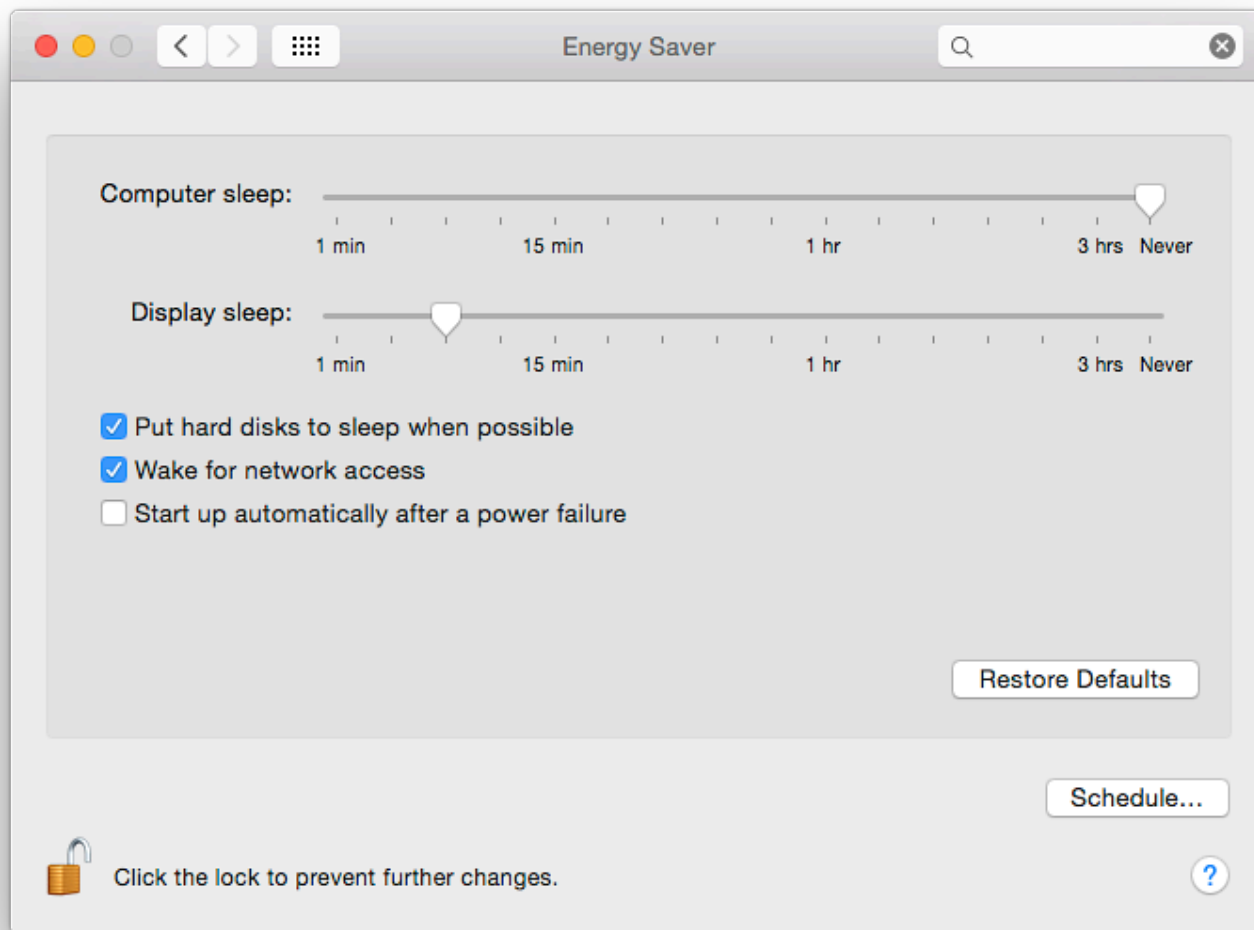 Energy Saver
Computer sleep:
1 min 15 min 1 hr 3 hrs Never
Display sleep:
1 min 15 min 1 hr 3 hrs Never
Put hard disks to sleep when possible
Wake for network access
Start up automatically after a power failure
Restore Defaults
Schedule...
Click the lock to prevent further changes.
?